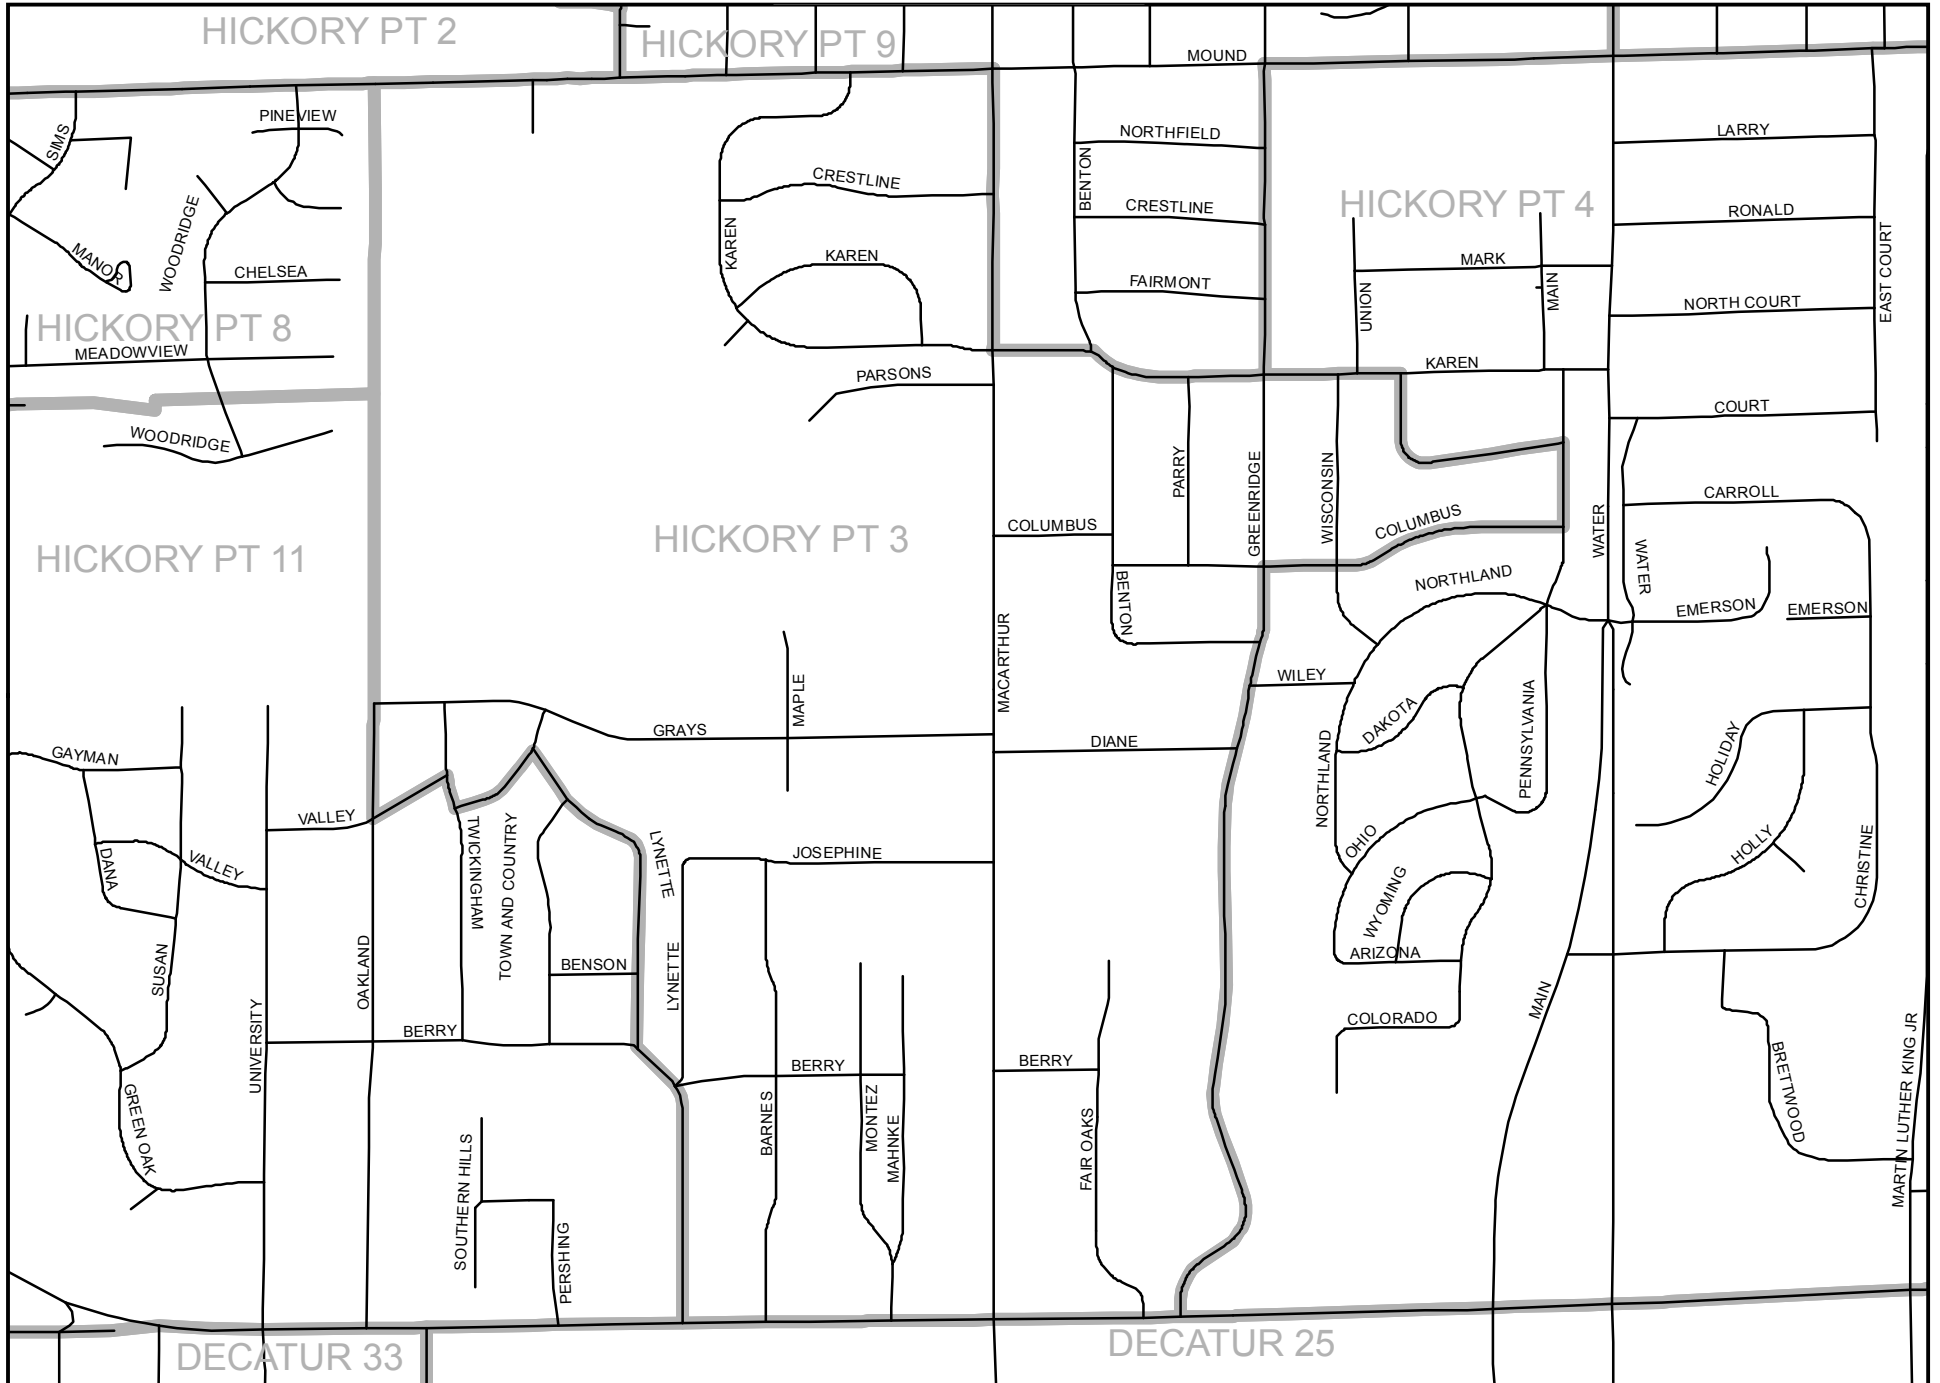 HICKORY PT 2
HICKORY PT 9
MOUND
PINEVIEW
SIMS
NORTHFIELD
LARRY
BENTON
CRESTLINE
HICKORY PT 4
CRESTLINE
RONALD
WOODRIDGE
KAREN
KAREN
MANOR
CHELSEA
MARK
EAST COURT
FAIRMONT
UNION
MAIN
NORTH COURT
HICKORY PT 8
MEADOWVIEW
PARSONS
KAREN
COURT
WOODRIDGE
PARRY
GREENRIDGE
WISCONSIN
CARROLL
HICKORY PT 11
HICKORY PT 3
COLUMBUS
COLUMBUS
WATER
WATER
BENTON
NORTHLAND
EMERSON
EMERSON
MACARTHUR
WILEY
MAPLE
DAKOTA
PENNSYLVANIA
GRAYS
DIANE
GAYMAN
NORTHLAND
HOLIDAY
VALLEY
TWICKINGHAM
TOWN AND COUNTRY
LYNETTE
JOSEPHINE
OHIO
HOLLY
CHRISTINE
DANA
VALLEY
WYOMING
SUSAN
OAKLAND
BENSON
LYNETTE
ARIZONA
MAIN
UNIVERSITY
BERRY
COLORADO
BERRY
BERRY
MARTIN LUTHER KING JR
BRETTWOOD
GREEN OAK
BARNES
MONTEZ
MAHNKE
FAIR OAKS
SOUTHERN HILLS
PERSHING
DECATUR 33
DECATUR 25